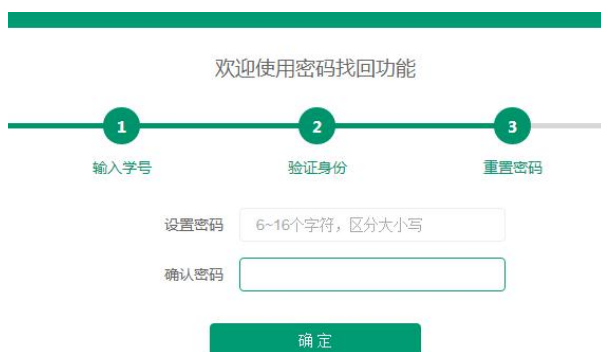 欢迎使用密码找回功能
1 2 3
输入学号 验证身份 重置密码
设置密码 6~16个字符，区分大小写
确认密码
确定